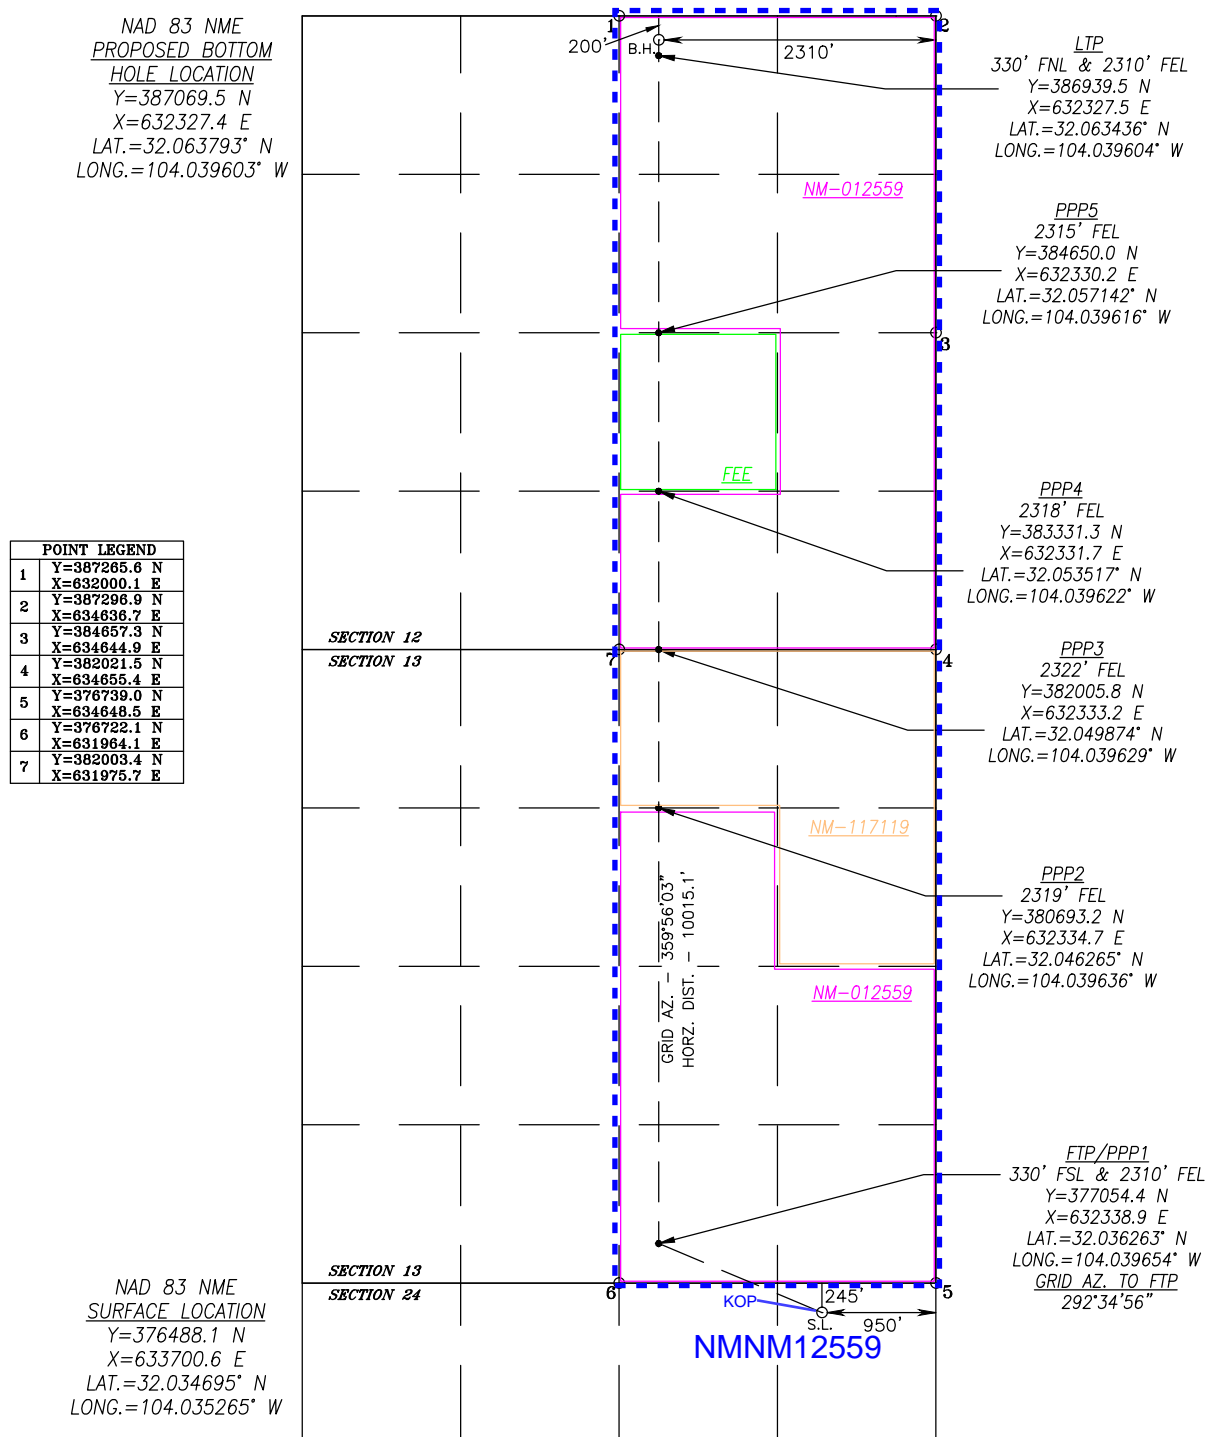 NAD 83 NME
PROPOSED BOTTOM
HOLE LOCATION
Y=387069.5 N
X=632327.4 E
LAT.=32.063793° N
LONG.=104.039603° W
1
2
200'
B.H.
2310'
LTP
330' FNL & 2310' FEL
Y=386939.5 N
X=632327.5 E
LAT.=32.063436° N
LONG.=104.039604° W
NM-012559
PPP5
2315' FEL
Y=384650.0 N
X=632330.2 E
LAT.=32.057142° N
LONG.=104.039616° W
3
FEE
PPP4
2318' FEL
Y=383331.3 N
X=632331.7 E
LAT.=32.053517° N
LONG.=104.039622° W
POINT LEGEND
1 Y=387265.6 N
X=632000.1 E
2 Y=387296.9 N
X=634636.7 E
3 Y=384657.3 N
X=634644.9 E
4 Y=382021.5 N
X=634655.4 E
5 Y=376739.0 N
X=634648.5 E
6 Y=376722.1 N
X=631964.1 E
7 Y=382003.4 N
X=631975.7 E
SECTION 12
SECTION 13
7
4
PPP3
2322' FEL
Y=382005.8 N
X=632333.2 E
LAT.=32.049874° N
LONG.=104.039629° W
NM-117119
PPP2
2319' FEL
Y=380693.2 N
X=632334.7 E
LAT.=32.046265° N
LONG.=104.039636° W
GRID AZ. - 359°56'03"
HORZ. DIST. - 10015.1'
NM-012559
FTP/PPP1
330' FSL & 2310' FEL
Y=377054.4 N
X=632338.9 E
LAT.=32.036263° N
LONG.=104.039654° W
GRID AZ. TO FTP
292°34'56"
SECTION 13
SECTION 24
6
5
KOP
245'
S.L.
950'
NMNM12559
NAD 83 NME
SURFACE LOCATION
Y=376488.1 N
X=633700.6 E
LAT.=32.034695° N
LONG.=104.035265° W